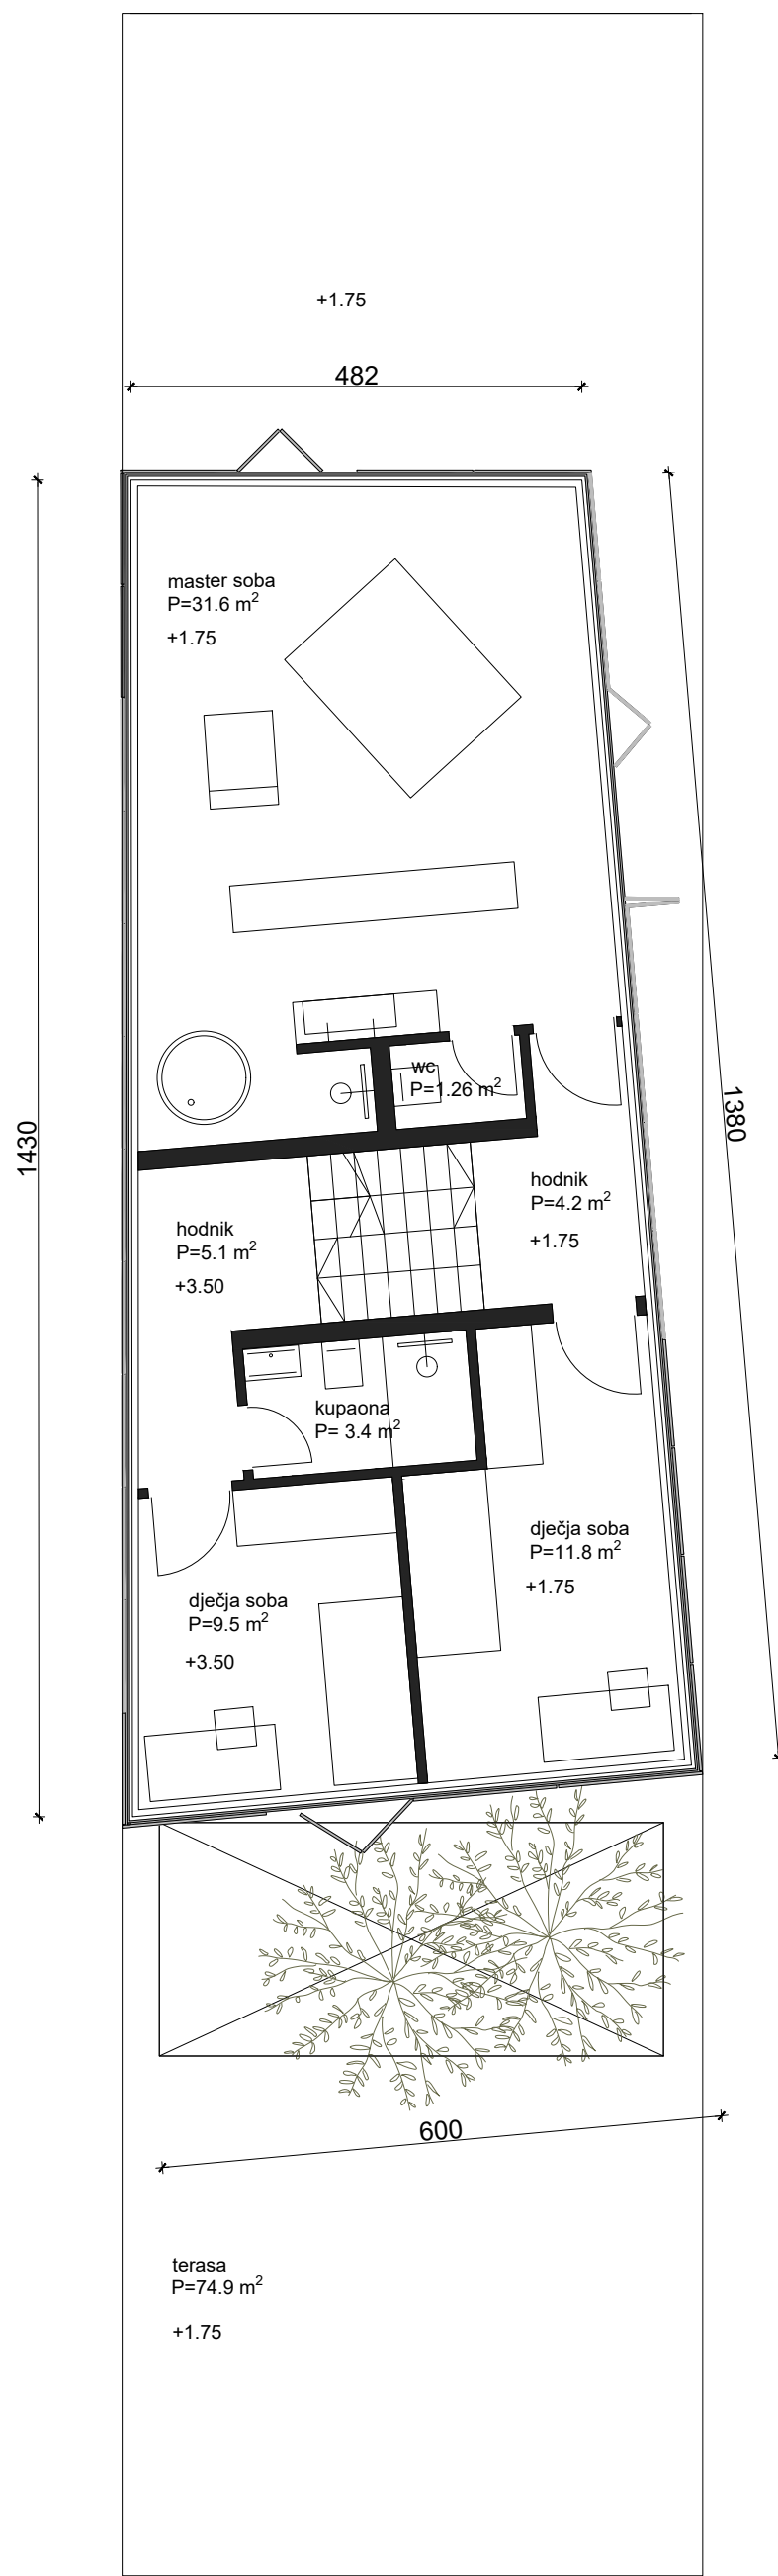 +1.75
482
master soba
P=31.6 m²
+1.75
wc
P=1.26 m²
1380
1430
hodnik
P=4.2 m²
+1.75
hodnik
P=5.1 m²
+3.50
kupaona
P= 3.4 m²
dječja soba
P=11.8 m²
+1.75
dječja soba
P=9.5 m²
+3.50
600
terasa
P=74.9 m²
+1.75